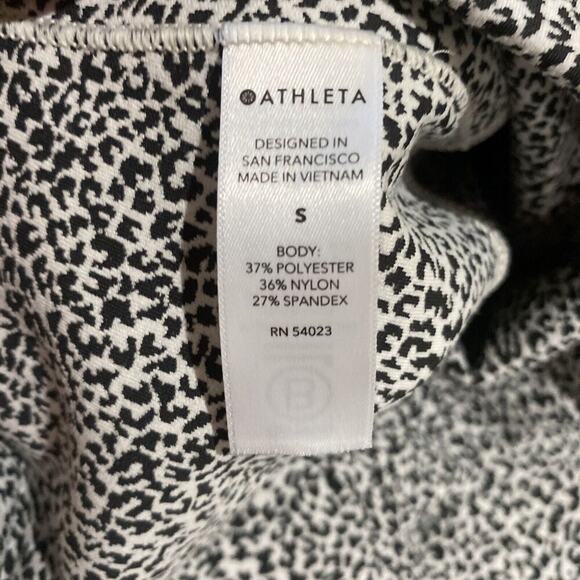 ATHLETA
DESIGNED IN
SAN FRANCISCO
MADE IN VIETNAM
S
BODY:
37% POLYESTER
36% NYLON
27% SPANDEX
RN 54023
B